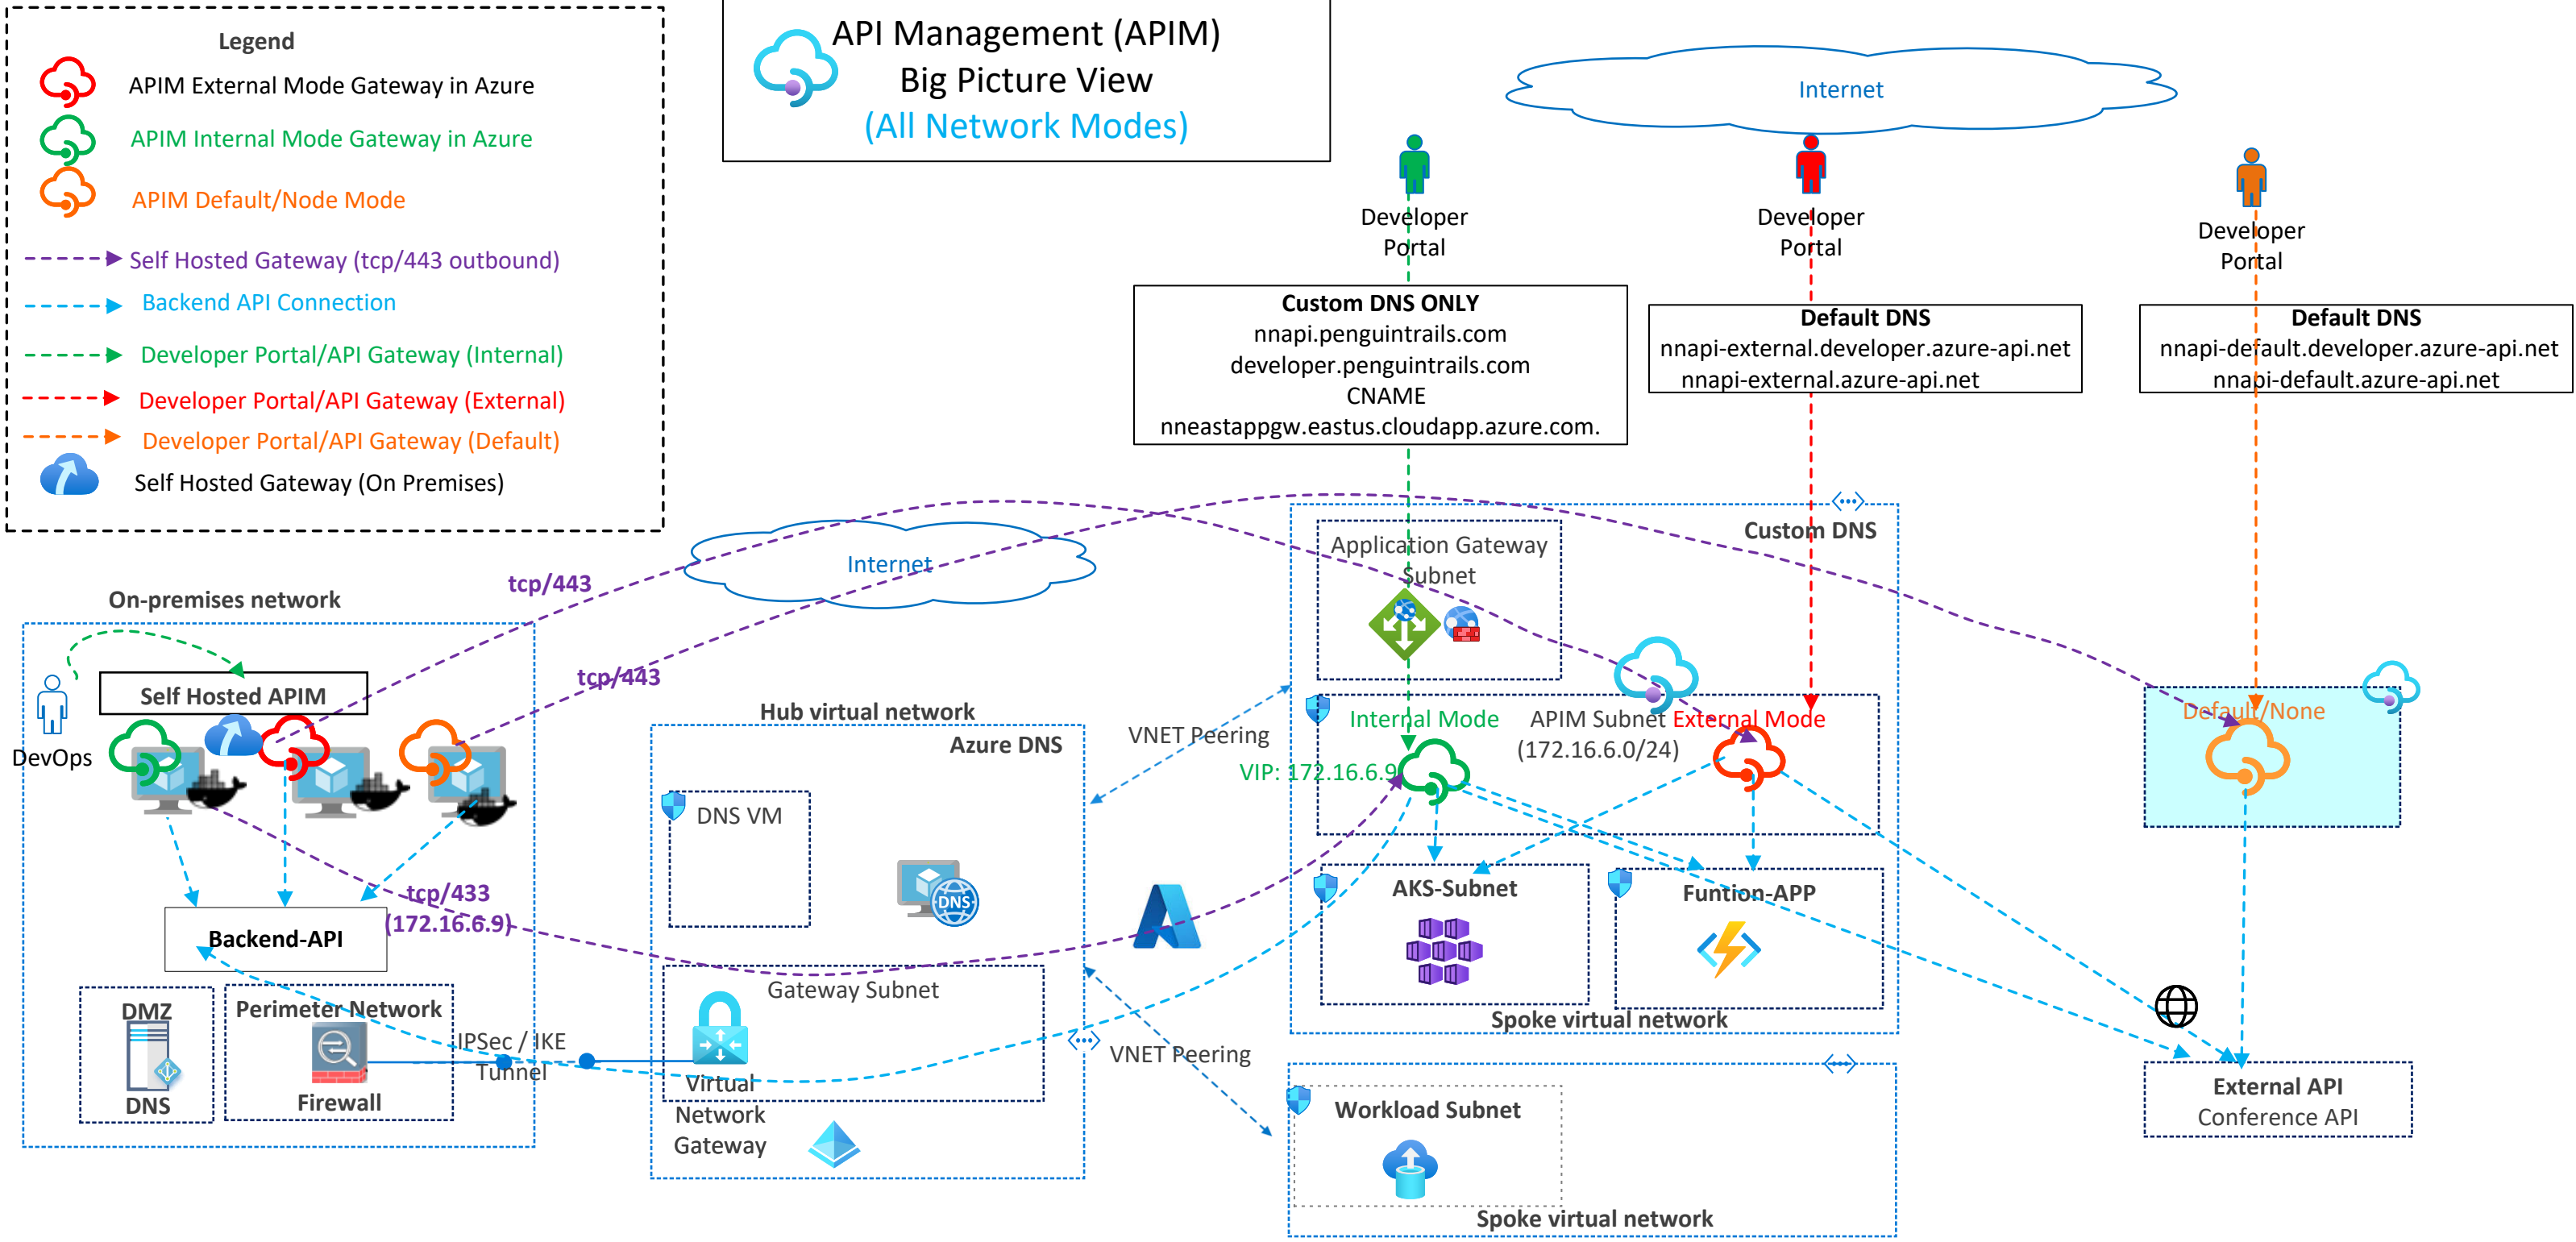 API Management (APIM)
Big Picture View
(All Network Modes)
Legend
APIM External Mode Gateway in Azure
APIM Internal Mode Gateway in Azure
APIM Default/Node Mode
Self Hosted Gateway (tcp/443 outbound)
Backend API Connection
Developer Portal/API Gateway (Internal)
Developer Portal/API Gateway (External)
Developer Portal/API Gateway (Default)
Self Hosted Gateway (On Premises)
Internet
Developer
Portal
Developer
Portal
Developer
Portal
Custom DNS ONLY
nnapi.penguintrails.com
developer.penguintrails.com
CNAME
nneastappgw.eastus.cloudapp.azure.com.
Default DNS
nnapi-external.developer.azure-api.net
nnapi-external.azure-api.net
Default DNS
nnapi-default.developer.azure-api.net
nnapi-default.azure-api.net
Internet
tcp/443
tcp/443
On-premises network
Self Hosted APIM
DevOps
tcp/433
(172.16.6.9)
Backend-API
DMZ
DNS
Perimeter Network
Firewall
IPSec / IKE
Tunnel
Hub virtual network
Azure DNS
DNS VM
DNS
Gateway Subnet
Virtual
Network
Gateway
VNET Peering
VNET Peering
Custom DNS
Application Gateway
Subnet
Internal Mode
APIM Subnet
(172.16.6.0/24)
External Mode
VIP: 172.16.6.9
AKS-Subnet
Funtion-APP
Spoke virtual network
Workload Subnet
Spoke virtual network
Default/None
External API
Conference API